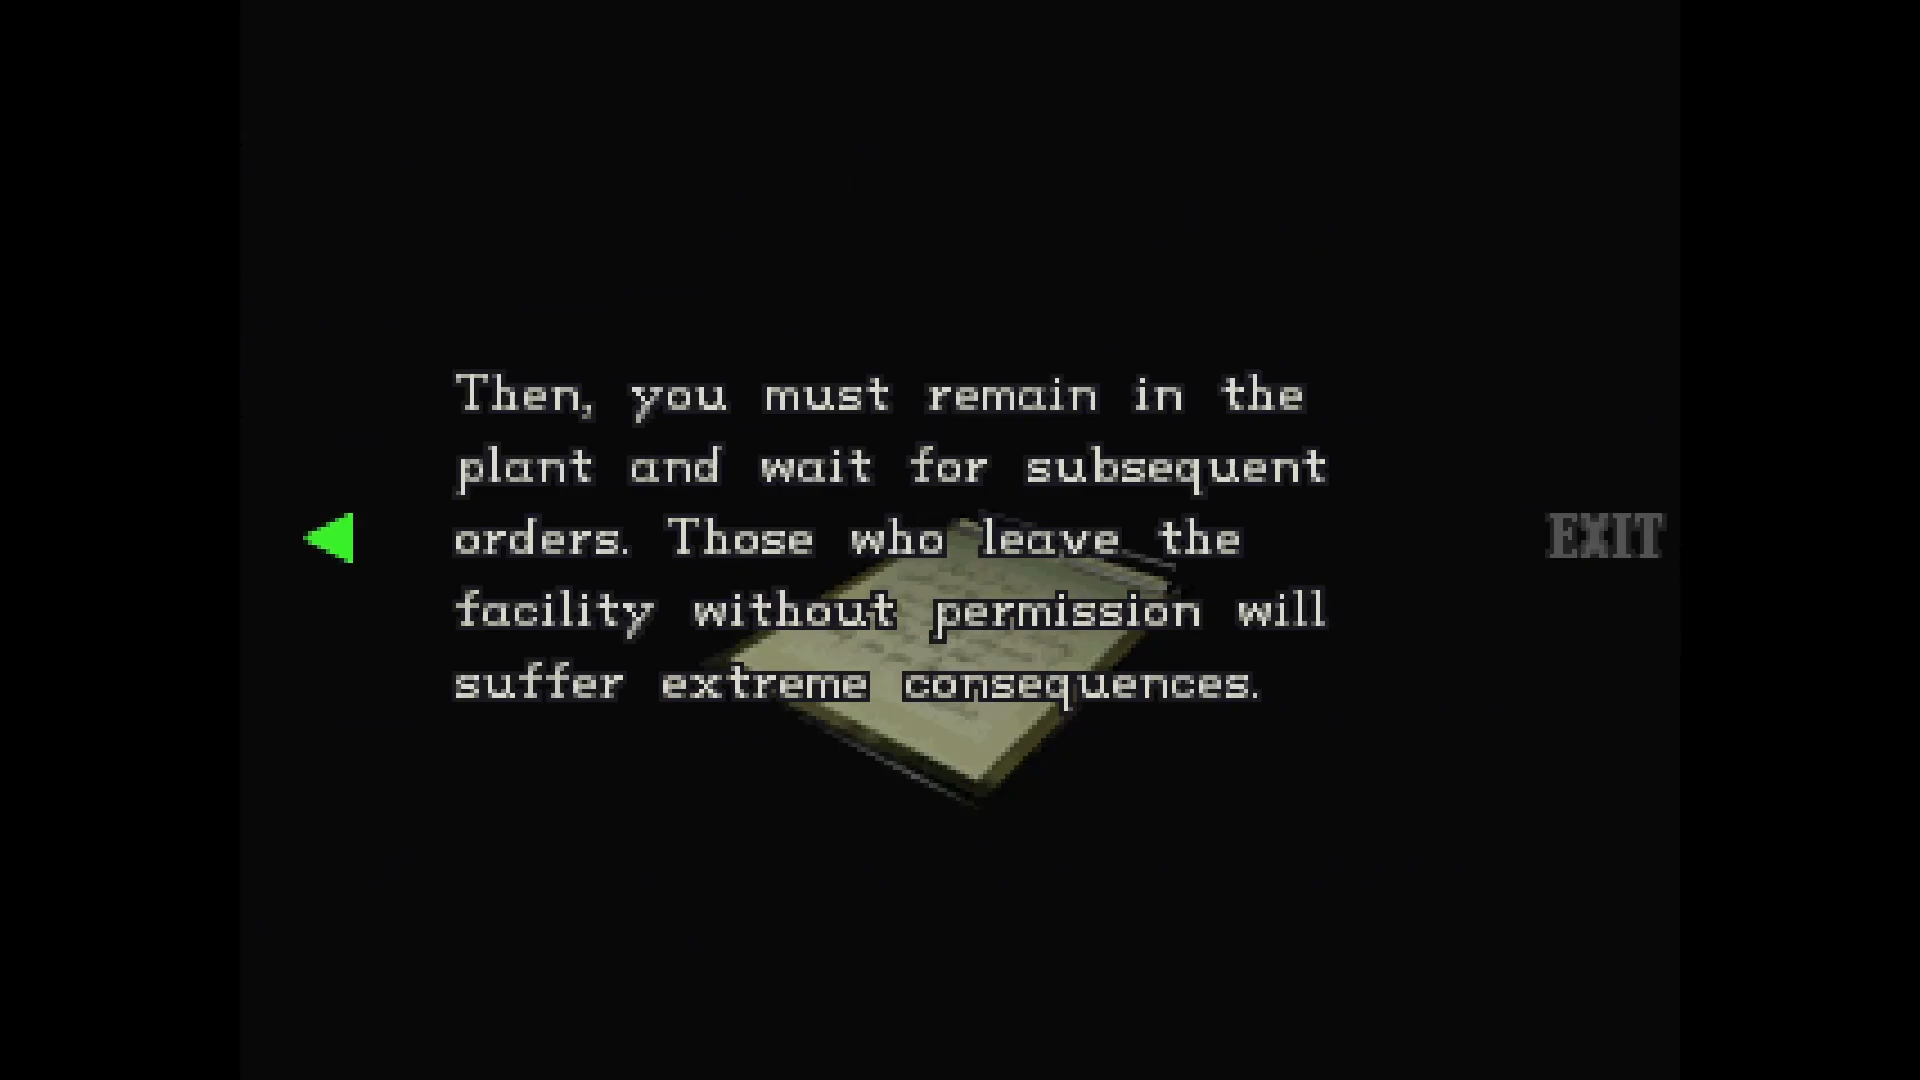 Then, you must remain in the
plant and wait for subsequent
orders. Those who leave the
facility without permission will
suffer extreme consequences.
EXIT